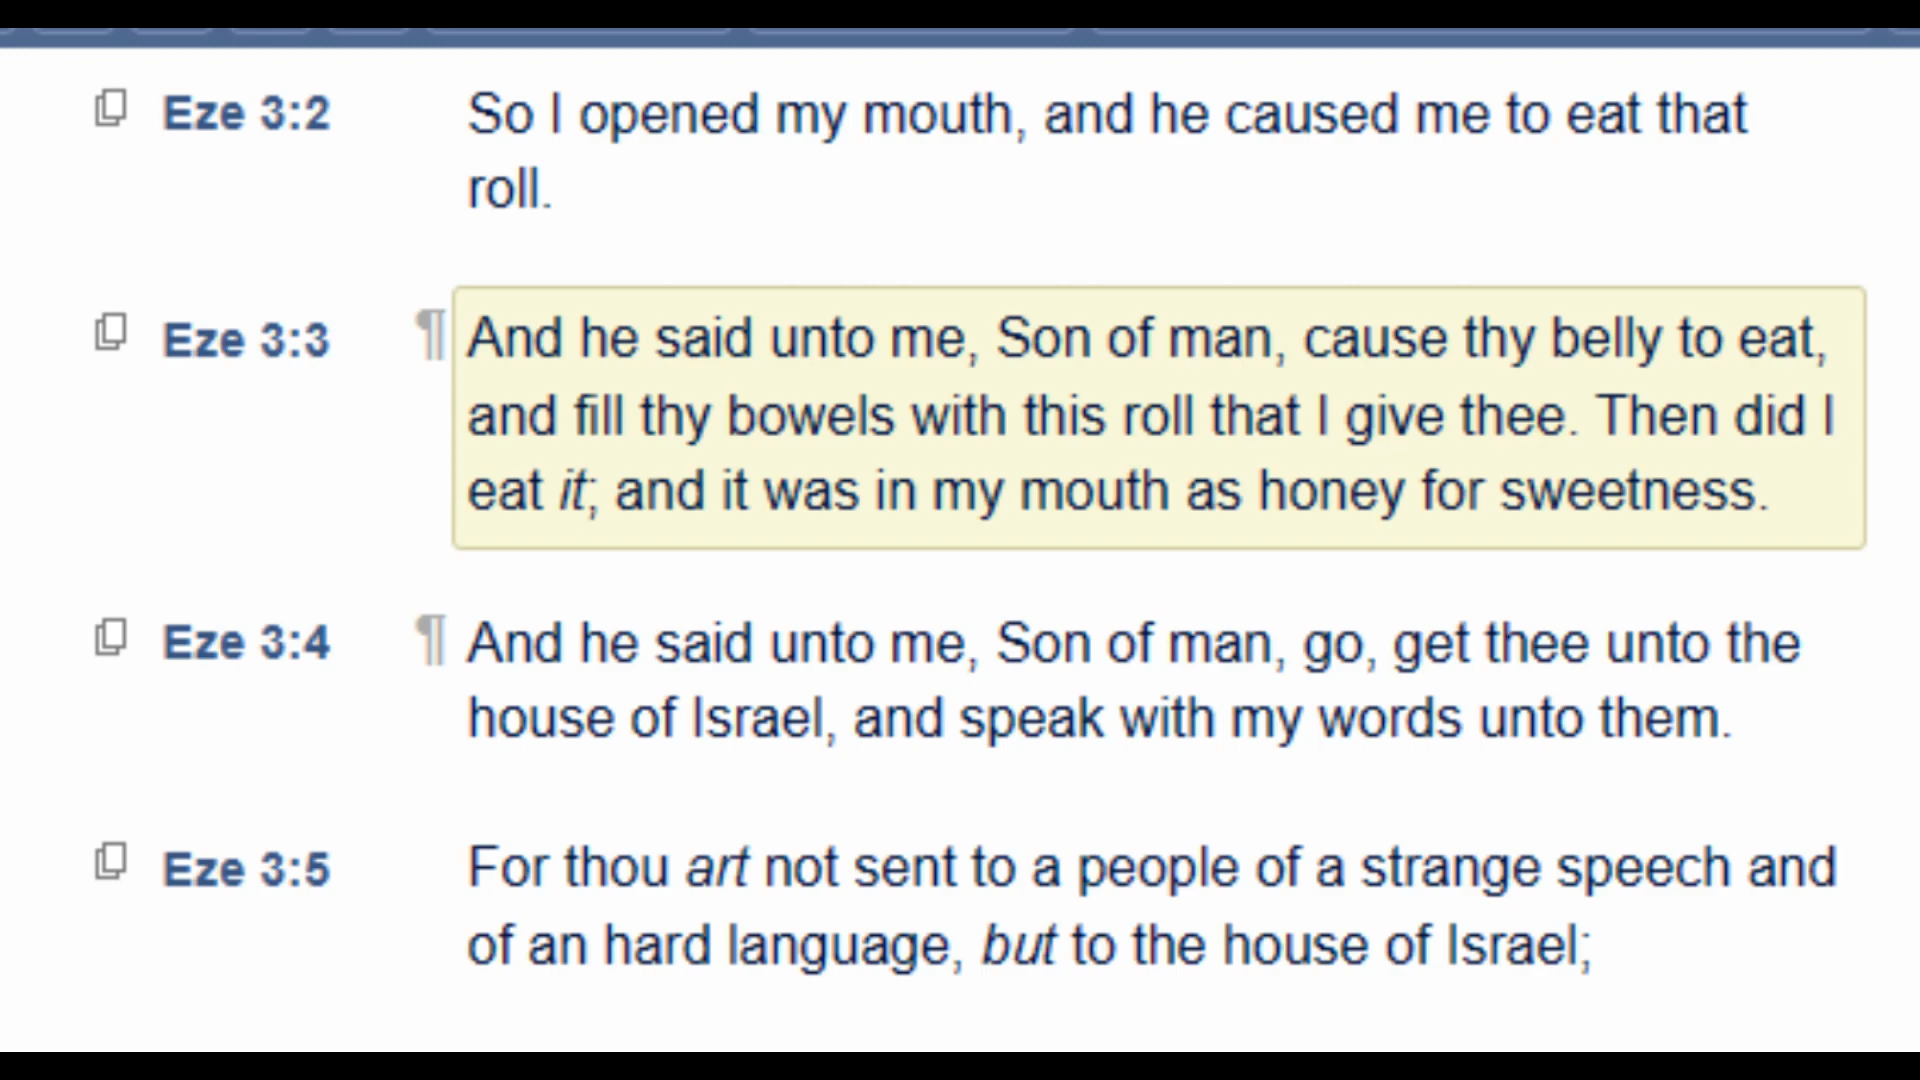 Eze 3:2 So I opened my mouth, and he caused me to eat that
roll.
Eze 3:3 ¶ And he said unto me, Son of man, cause thy belly to eat,
and fill thy bowels with this roll that I give thee. Then did I
eat it; and it was in my mouth as honey for sweetness.
Eze 3:4 ¶ And he said unto me, Son of man, go, get thee unto the
house of Israel, and speak with my words unto them.
Eze 3:5 For thou art not sent to a people of a strange speech and
of an hard language, but to the house of Israel;